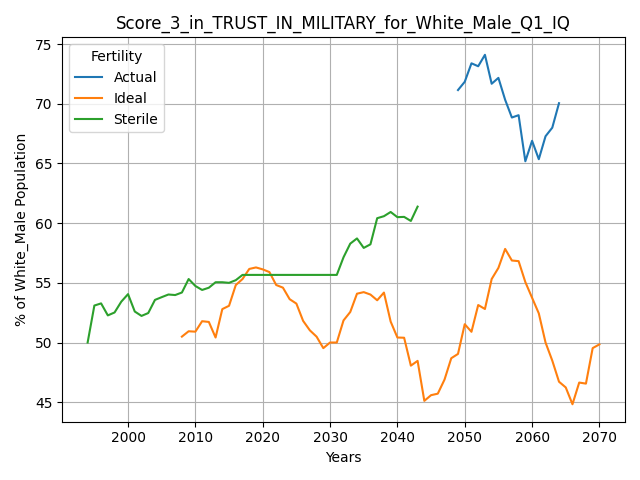 Score_3_in_TRUST_IN_MILITARY_for_White_Male_Q1_IQ
Fertility
Actual
Ideal
Sterile
% of White_Male Population
75
70
65
60
55
50
45
2000 2010 2020 2030 2040 2050 2060 2070
Years